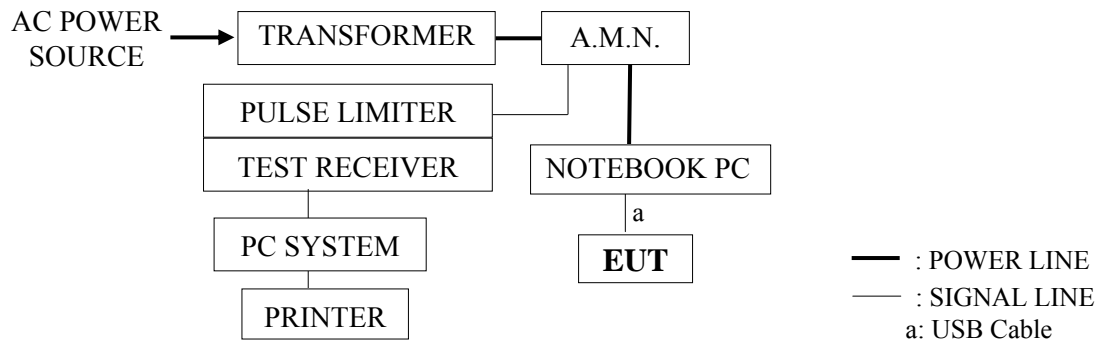 AC POWER
SOURCE
TRANSFORMER
A.M.N.
PULSE LIMITER
TEST RECEIVER
NOTEBOOK PC
a
PC SYSTEM
EUT
PRINTER
: POWER LINE
: SIGNAL LINE
a: USB Cable